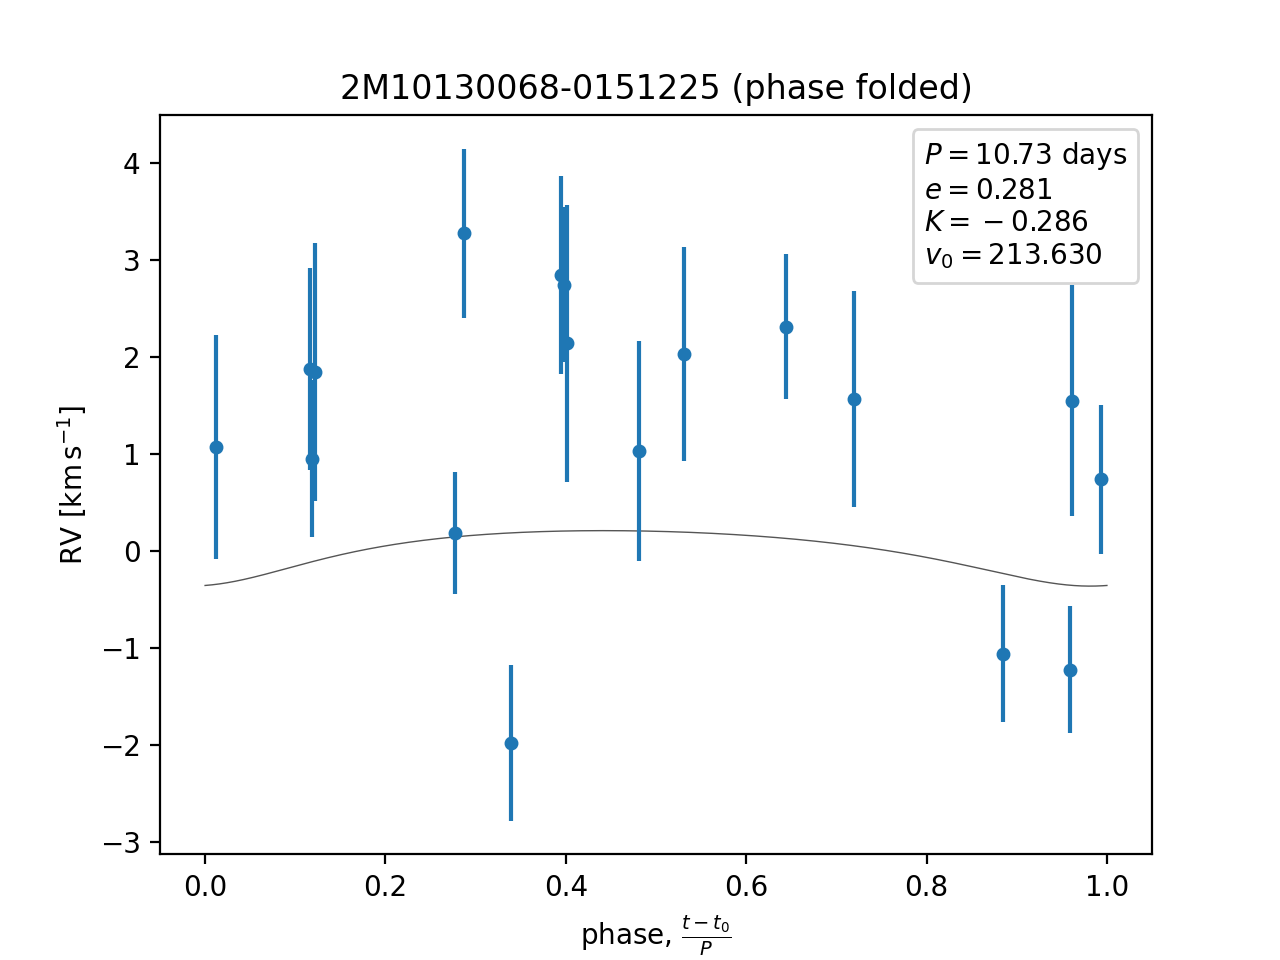 2M10130068-0151225 (phase folded)
P = 10.73 days
e = 0.281
K = −0.286
v₀ = 213.630
4
3
2
1
0
−1
−2
−3
RV [km s⁻¹]
0.0 0.2 0.4 0.6 0.8 1.0
phase, (t − t₀)/P